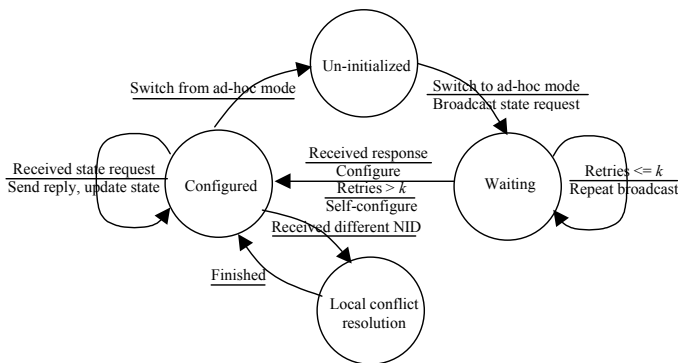 Un-initialized
Switch from ad-hoc mode
Switch to ad-hoc mode
Broadcast state request
Received state request
Send reply, update state
Configured
Received response
Configure
Retries > k
Self-configure
Waiting
Retries <= k
Repeat broadcast
Received different NID
Finished
Local conflict
resolution